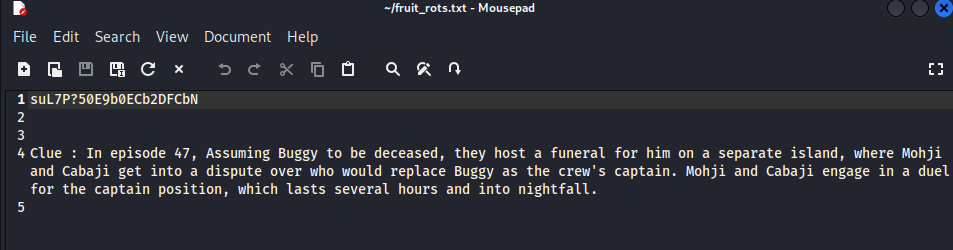 ~/fruit_rots.txt - Mousepad
File Edit Search View Document Help
1 suL7P?50E9b0ECb2DFCbN
2
3
4 Clue : In episode 47, Assuming Buggy to be deceased, they host a funeral for him on a separate island, where Mohji
and Cabaji get into a dispute over who would replace Buggy as the crew's captain. Mohji and Cabaji engage in a duel
for the captain position, which lasts several hours and into nightfall.
5